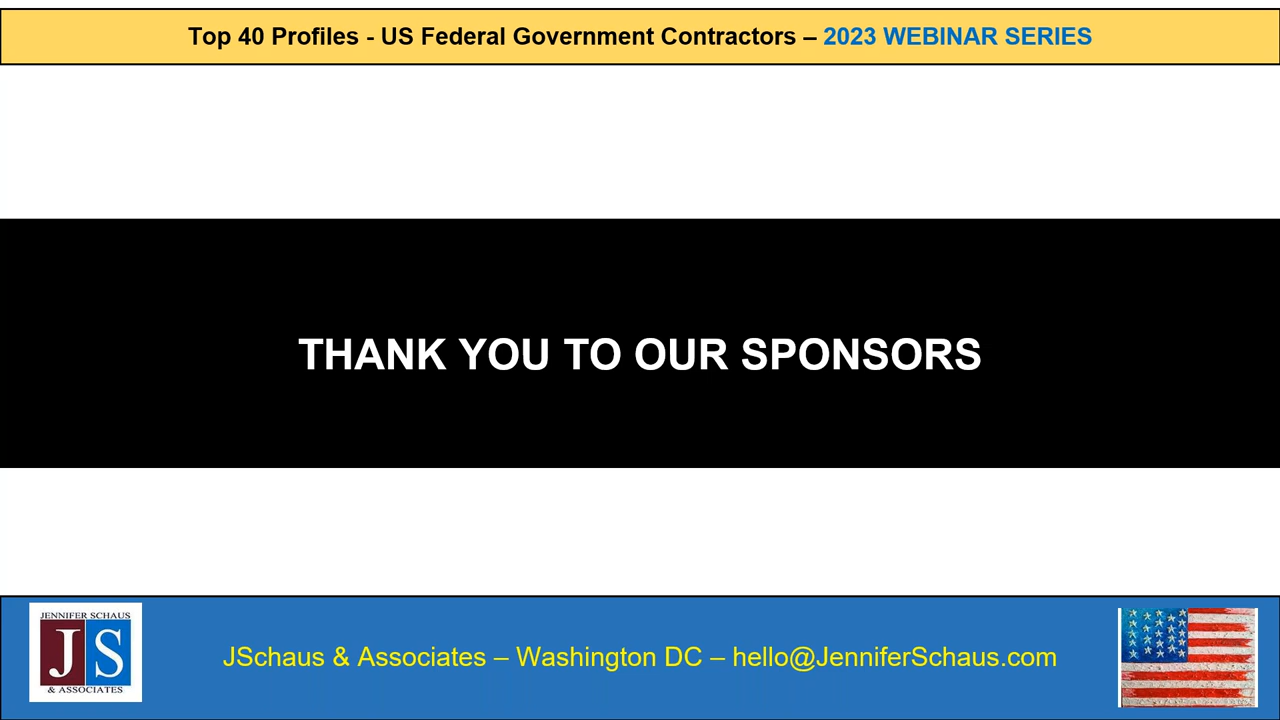 Top 40 Profiles - US Federal Government Contractors – 2023 WEBINAR SERIES
THANK YOU TO OUR SPONSORS
JENNIFER SCHAUS
JS
& ASSOCIATES
JSchaus & Associates – Washington DC – hello@JenniferSchaus.com